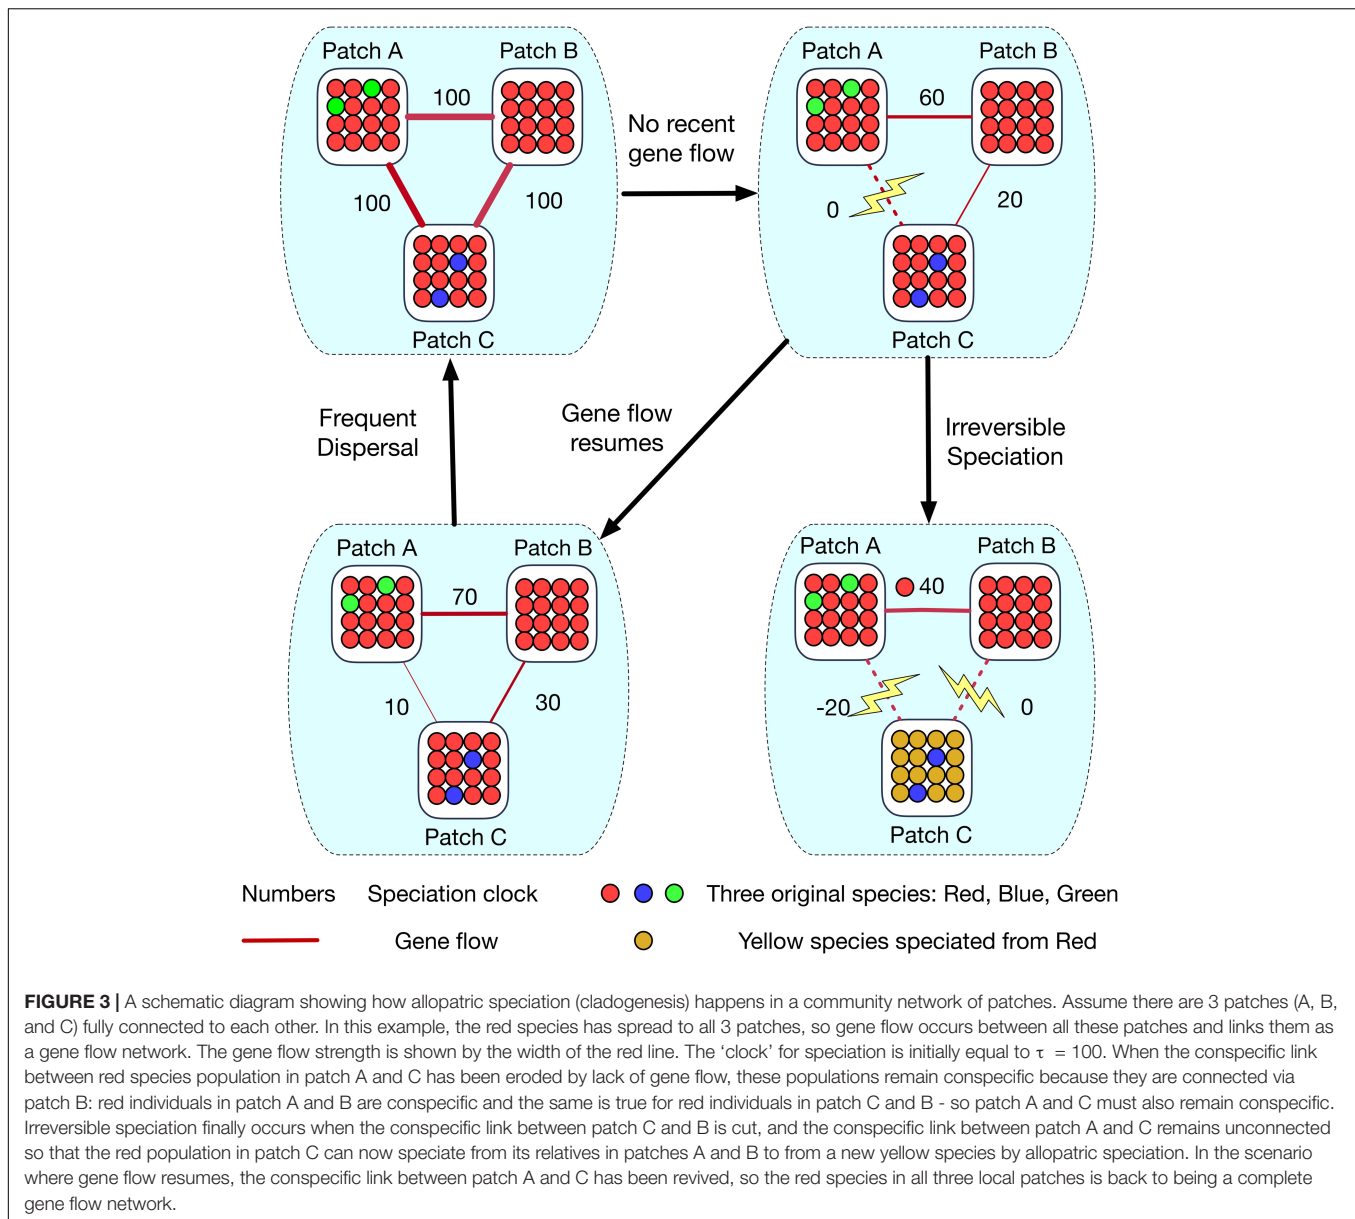 Patch A
Patch B
100
100
100
Patch C
No recent
gene flow
Patch A
Patch B
60
0
20
Patch C
Frequent
Dispersal
Gene flow
resumes
Irreversible
Speciation
Patch A
Patch B
70
10
30
Patch C
Patch A
Patch B
40
-20
0
Patch C
Numbers Speciation clock
Three original species: Red, Blue, Green
Gene flow
Yellow species speciated from Red
FIGURE 3 | A schematic diagram showing how allopatric speciation (cladogenesis) happens in a community network of patches. Assume there are 3 patches (A, B,
and C) fully connected to each other. In this example, the red species has spread to all 3 patches, so gene flow occurs between all these patches and links them as
a gene flow network. The gene flow strength is shown by the width of the red line. The ‘clock’ for speciation is initially equal to τ = 100. When the conspecific link
between red species population in patch A and C has been eroded by lack of gene flow, these populations remain conspecific because they are connected via
patch B: red individuals in patch A and B are conspecific and the same is true for red individuals in patch C and B - so patch A and C must also remain conspecific.
Irreversible speciation finally occurs when the conspecific link between patch C and B is cut, and the conspecific link between patch A and C remains unconnected
so that the red population in patch C can now speciate from its relatives in patches A and B to from a new yellow species by allopatric speciation. In the scenario
where gene flow resumes, the conspecific link between patch A and C has been revived, so the red species in all three local patches is back to being a complete
gene flow network.